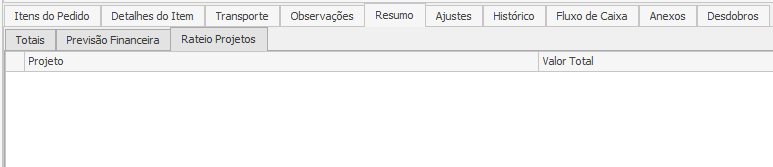 Itens do Pedido Detalhes do Item Transporte Observações Resumo Ajustes Histórico Fluxo de Caixa Anexos Desdobros
Totais Previsão Financeira Rateio Projetos
Projeto Valor Total